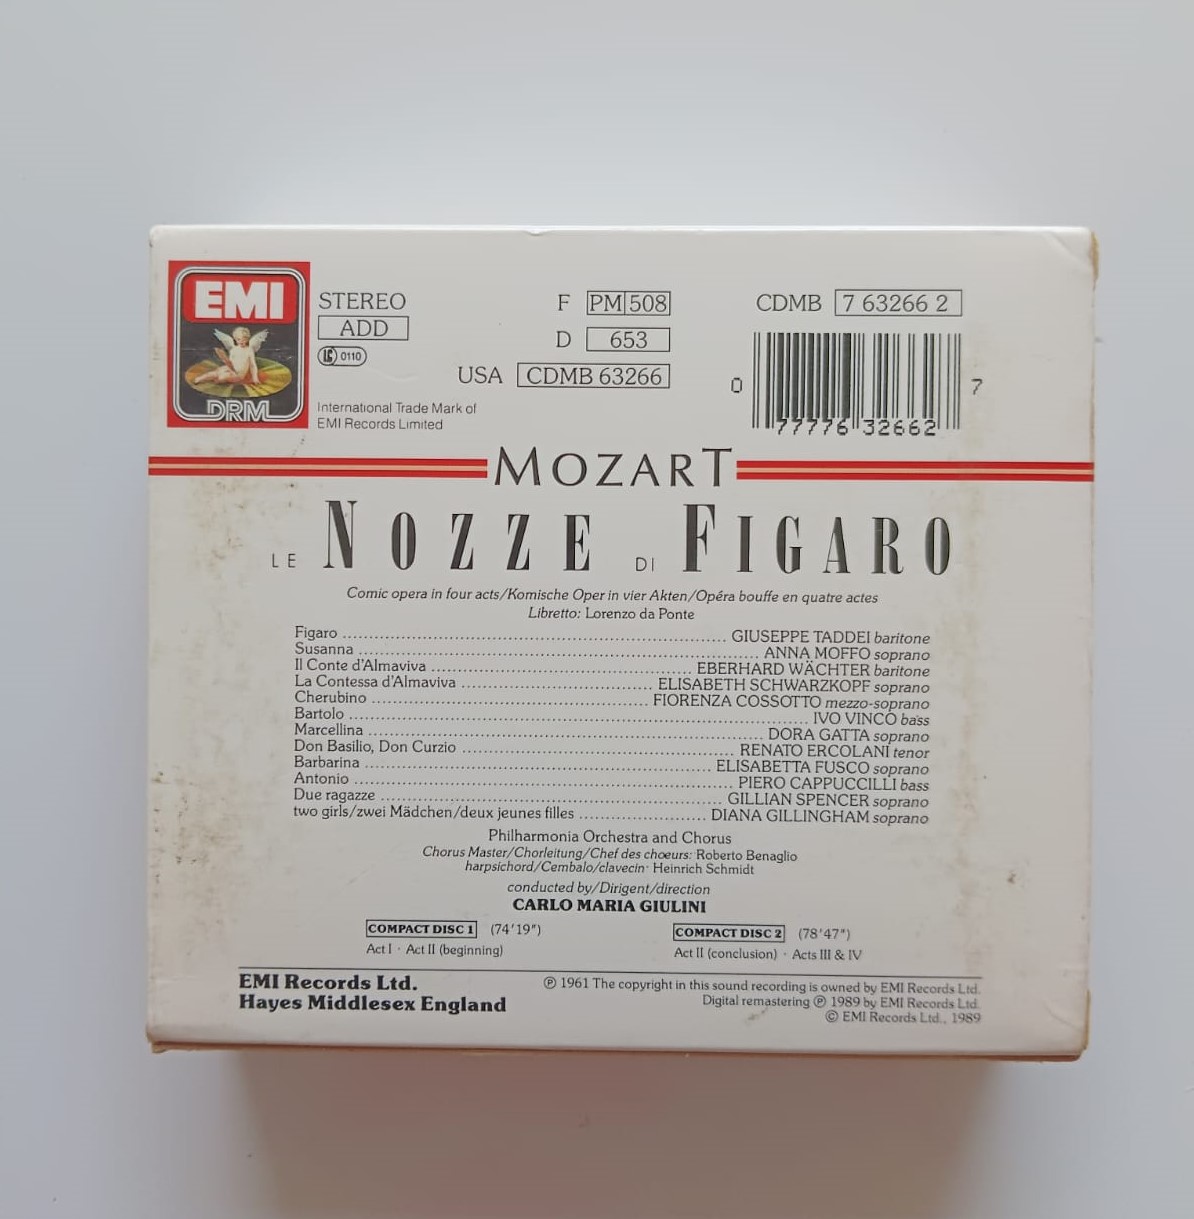 EMI
DRM
STEREO
ADD
LC 0110
International Trade Mark of
EMI Records Limited
F PM 508
D 653
USA CDMB 63266
CDMB 7 63266 2
0 77776 32662 7
MOZART
LE NOZZE DI FIGARO
Comic opera in four acts/Komische Oper in vier Akten/Opéra bouffe en quatre actes
Libretto: Lorenzo da Ponte
Figaro ........ GIUSEPPE TADDEI baritone
Susanna ........ ANNA MOFFO soprano
Il Conte d'Almaviva ........ EBERHARD WÄCHTER baritone
La Contessa d'Almaviva ........ ELISABETH SCHWARZKOPF soprano
Cherubino ........ FIORENZA COSSOTTO mezzo-soprano
Bartolo ........ IVO VINCO bass
Marcellina ........ DORA GATTA soprano
Don Basilio, Don Curzio ........ RENATO ERCOLANI tenor
Barbarina ........ ELISABETTA FUSCO soprano
Antonio ........ PIERO CAPPUCCILLI bass
Due ragazze ........ GILLIAN SPENCER soprano
two girls/zwei Mädchen/deux jeunes filles ........ DIANA GILLINGHAM soprano
Philharmonia Orchestra and Chorus
Chorus Master/Chorleitung/Chef des chœurs: Roberto Benaglio
harpsichord/Cembalo/clavecin: Heinrich Schmidt
conducted by/Dirigent/direction
CARLO MARIA GIULINI
COMPACT DISC 1 (74'19")
Act I · Act II (beginning)
COMPACT DISC 2 (78'47")
Act II (conclusion) · Acts III & IV
EMI Records Ltd.
Hayes Middlesex England
℗ 1961 The copyright in this sound recording is owned by EMI Records Ltd.
Digital remastering ℗ 1989 by EMI Records Ltd.
© EMI Records Ltd., 1989